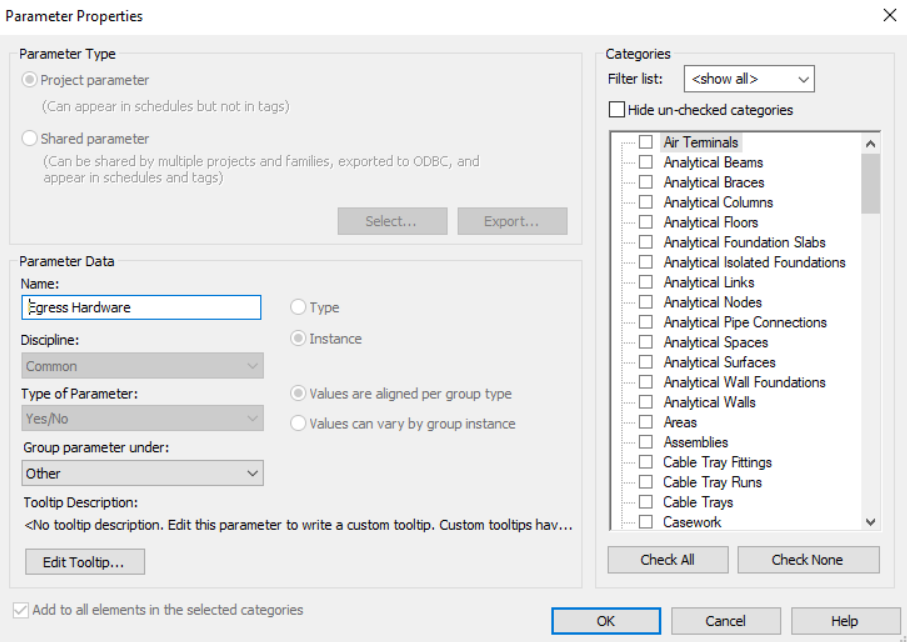 Parameter Properties
Parameter Type
Project parameter
(Can appear in schedules but not in tags)
Shared parameter
(Can be shared by multiple projects and families, exported to ODBC, and
appear in schedules and tags)
Select...
Export...
Parameter Data
Name:
Egress Hardware
Type
Discipline:
Instance
Common
Type of Parameter:
Values are aligned per group type
Yes/No
Values can vary by group instance
Group parameter under:
Other
Tooltip Description:
<No tooltip description. Edit this parameter to write a custom tooltip. Custom tooltips hav...
Edit Tooltip...
Add to all elements in the selected categories
Categories
Filter list:
<show all>
Hide un-checked categories
Air Terminals
Analytical Beams
Analytical Braces
Analytical Columns
Analytical Floors
Analytical Foundation Slabs
Analytical Isolated Foundations
Analytical Links
Analytical Nodes
Analytical Pipe Connections
Analytical Spaces
Analytical Surfaces
Analytical Wall Foundations
Analytical Walls
Areas
Assemblies
Cable Tray Fittings
Cable Tray Runs
Cable Trays
Casework
Check All
Check None
OK
Cancel
Help